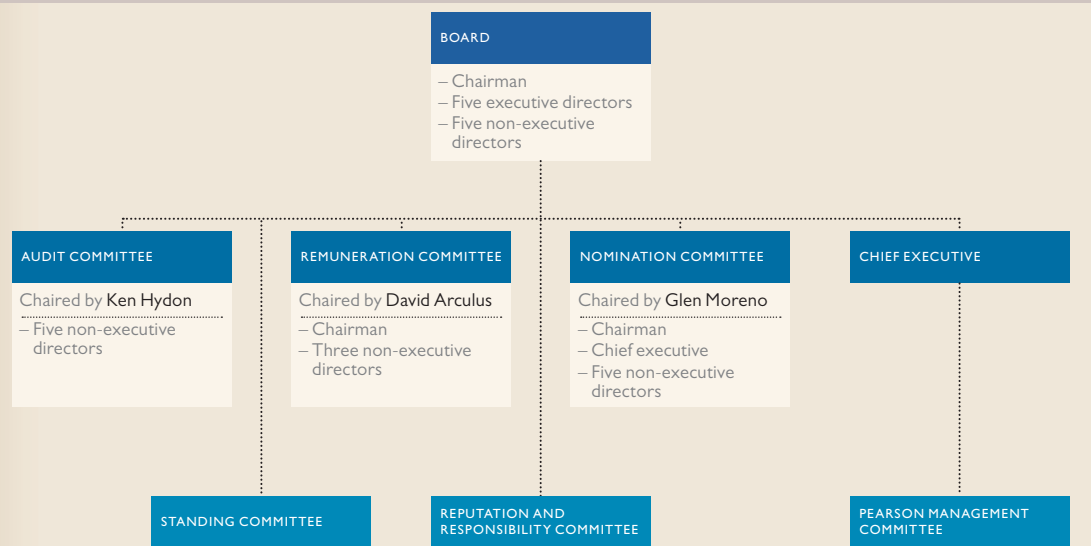 BOARD
– Chairman
– Five executive directors
– Five non-executive
directors
AUDIT COMMITTEE
Chaired by Ken Hydon
– Five non-executive
directors
REMUNERATION COMMITTEE
Chaired by David Arculus
– Chairman
– Three non-executive
directors
NOMINATION COMMITTEE
Chaired by Glen Moreno
– Chairman
– Chief executive
– Five non-executive
directors
CHIEF EXECUTIVE
STANDING COMMITTEE
REPUTATION AND
RESPONSIBILITY COMMITTEE
PEARSON MANAGEMENT
COMMITTEE